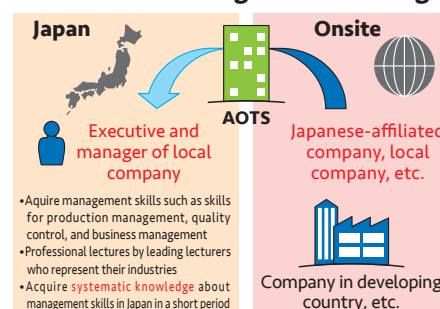 Japan
Onsite
AOTS
Executive and
manager of local
company
Japanese-affiliated
company, local
company, etc.
•Aquire management skills such as skills
for production management, quality
control, and business management
•Professional lectures by leading lecturers
who represent their industries
•Acquire systematic knowledge about
management skills in Japan in a short period
Company in developing
country, etc.